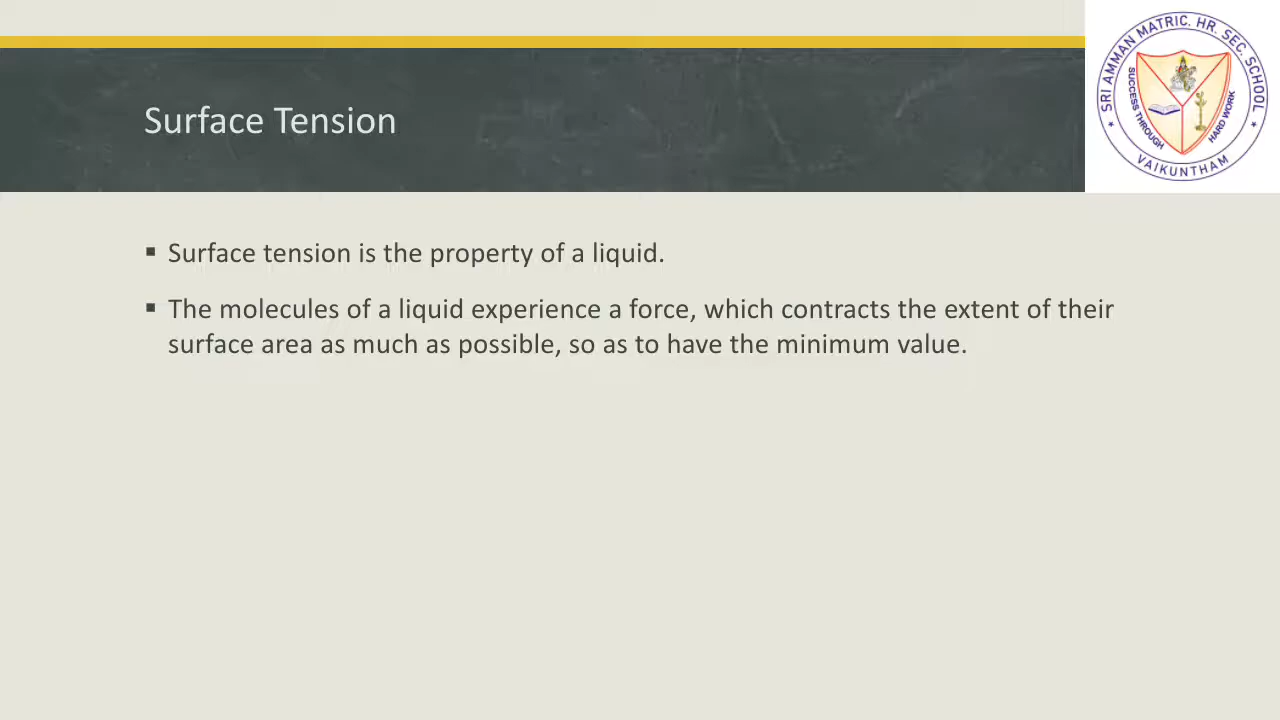 SRI AMMAN MATRIC. HR. SEC. SCHOOL
SUCCESS THROUGH
HARD WORK
★ VAIKUNTHAM ★
Surface Tension
▪ Surface tension is the property of a liquid.
▪ The molecules of a liquid experience a force, which contracts the extent of their
surface area as much as possible, so as to have the minimum value.